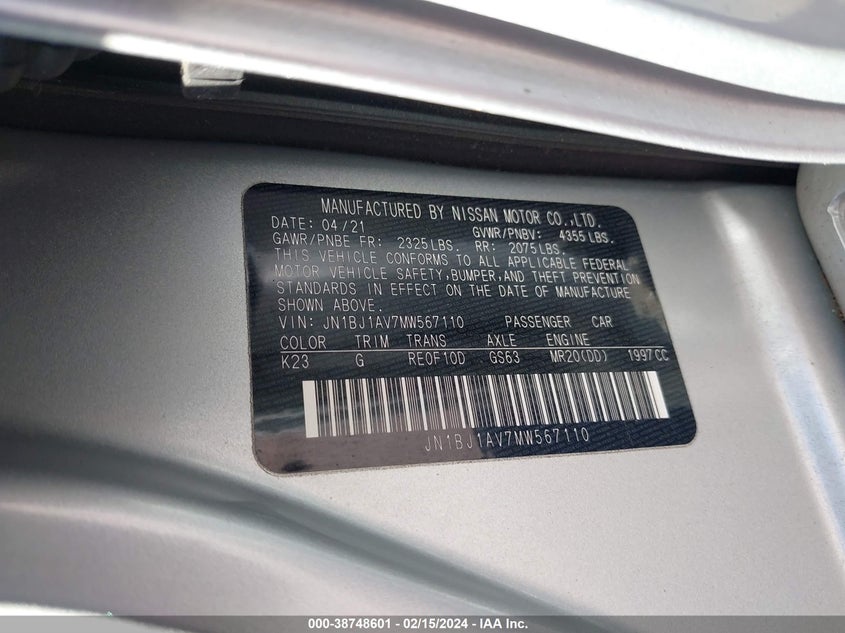 MANUFACTURED BY NISSAN MOTOR CO.,LTD.
DATE: 04/21 GVWR/PNBV: 4355 LBS.
GAWR/PNBE FR: 2325 LBS. RR: 2075 LBS.
THIS VEHICLE CONFORMS TO ALL APPLICABLE FEDERAL
MOTOR VEHICLE SAFETY,BUMPER,AND THEFT PREVENTION
STANDARDS IN EFFECT ON THE DATE OF MANUFACTURE
SHOWN ABOVE.
VIN: JN1BJ1AV7MW567110 PASSENGER CAR
COLOR TRIM TRANS AXLE ENGINE
K23 G RE0F10D GS63 MR20(DD) 1997CC
JN1BJ1AV7MW567110
000-38748601 - 02/15/2024 - IAA Inc.